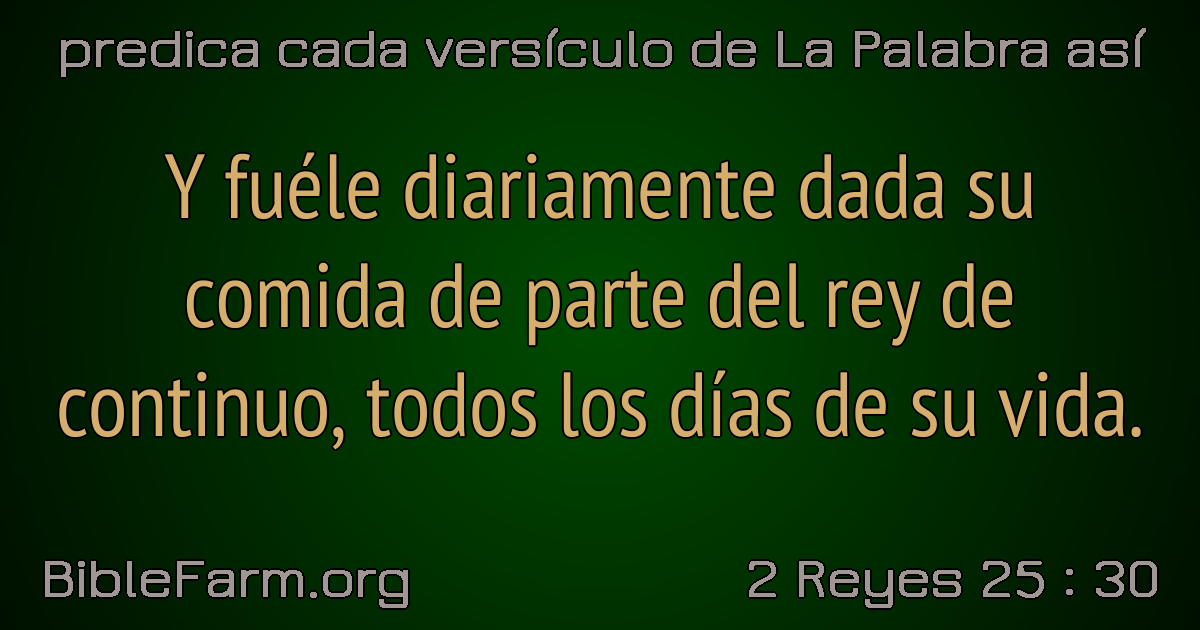 predica cada versículo de La Palabra así
Y fuéle diariamente dada su
comida de parte del rey de
continuo, todos los días de su vida.
BibleFarm.org
2 Reyes 25 : 30